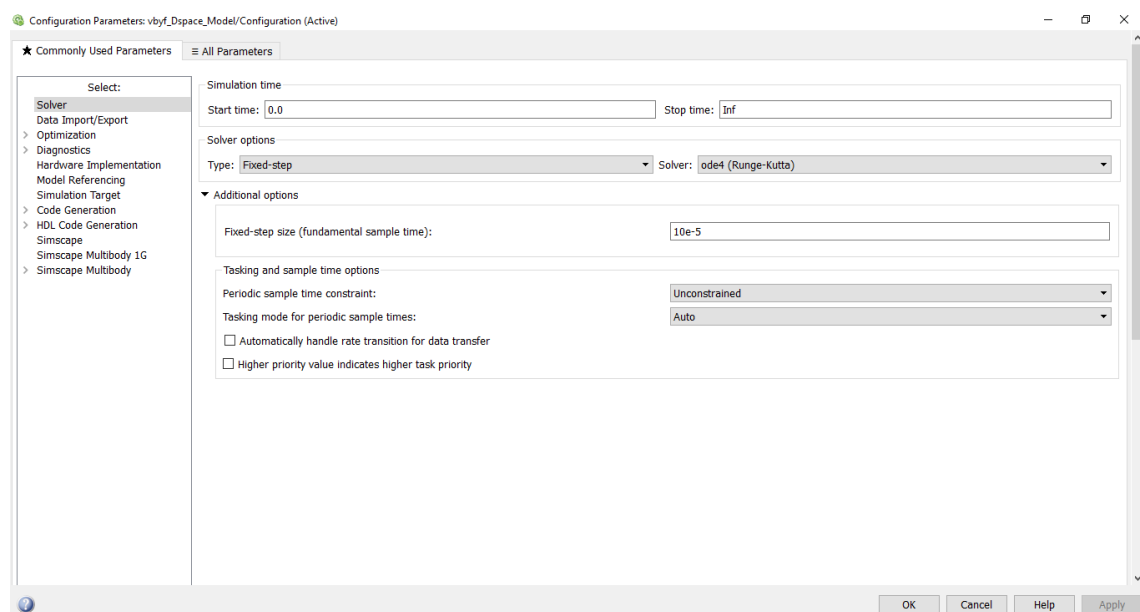 Configuration Parameters: vbyf_Dspace_Model/Configuration (Active)
★ Commonly Used Parameters
≡ All Parameters
Select:
Solver
Data Import/Export
Optimization
Diagnostics
Hardware Implementation
Model Referencing
Simulation Target
Code Generation
HDL Code Generation
Simscape
Simscape Multibody 1G
Simscape Multibody
Simulation time
Start time: 0.0 Stop time: Inf
Solver options
Type: Fixed-step Solver: ode4 (Runge-Kutta)
Additional options
Fixed-step size (fundamental sample time): 10e-5
Tasking and sample time options
Periodic sample time constraint: Unconstrained
Tasking mode for periodic sample times: Auto
Automatically handle rate transition for data transfer
Higher priority value indicates higher task priority
OK Cancel Help Apply